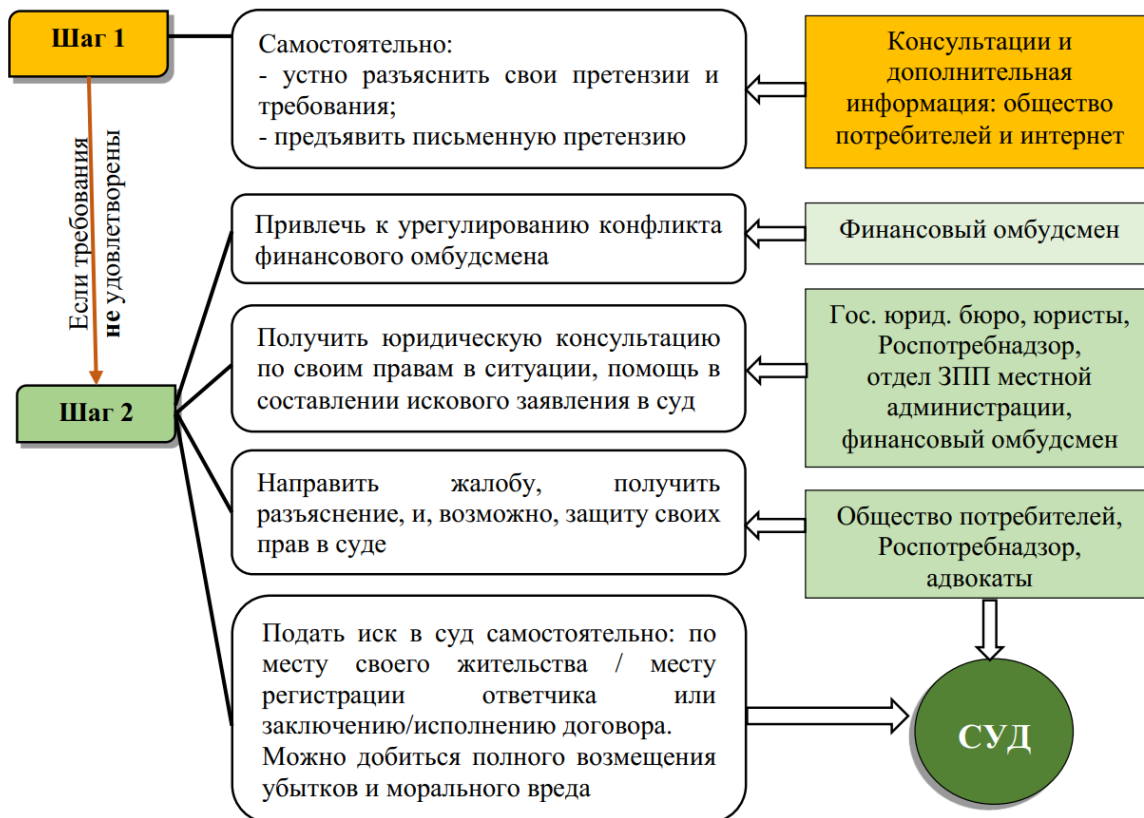 Шаг 1
Самостоятельно:
- устно разъяснить свои претензии и
требования;
- предъявить письменную претензию
Консультации и
дополнительная
информация: общество
потребителей и интернет
Если требования
не удовлетворены
Шаг 2
Привлечь к урегулированию конфликта
финансового омбудсмена
Финансовый омбудсмен
Получить юридическую консультацию
по своим правам в ситуации, помощь в
составлении искового заявления в суд
Гос. юрид. бюро, юристы,
Роспотребнадзор,
отдел ЗПП местной
администрации,
финансовый омбудсмен
Направить жалобу, получить
разъяснение, и, возможно, защиту своих
прав в суде
Общество потребителей,
Роспотребнадзор,
адвокаты
Подать иск в суд самостоятельно: по
месту своего жительства / месту
регистрации ответчика или
заключению/исполнению договора.
Можно добиться полного возмещения
убытков и морального вреда
СУД